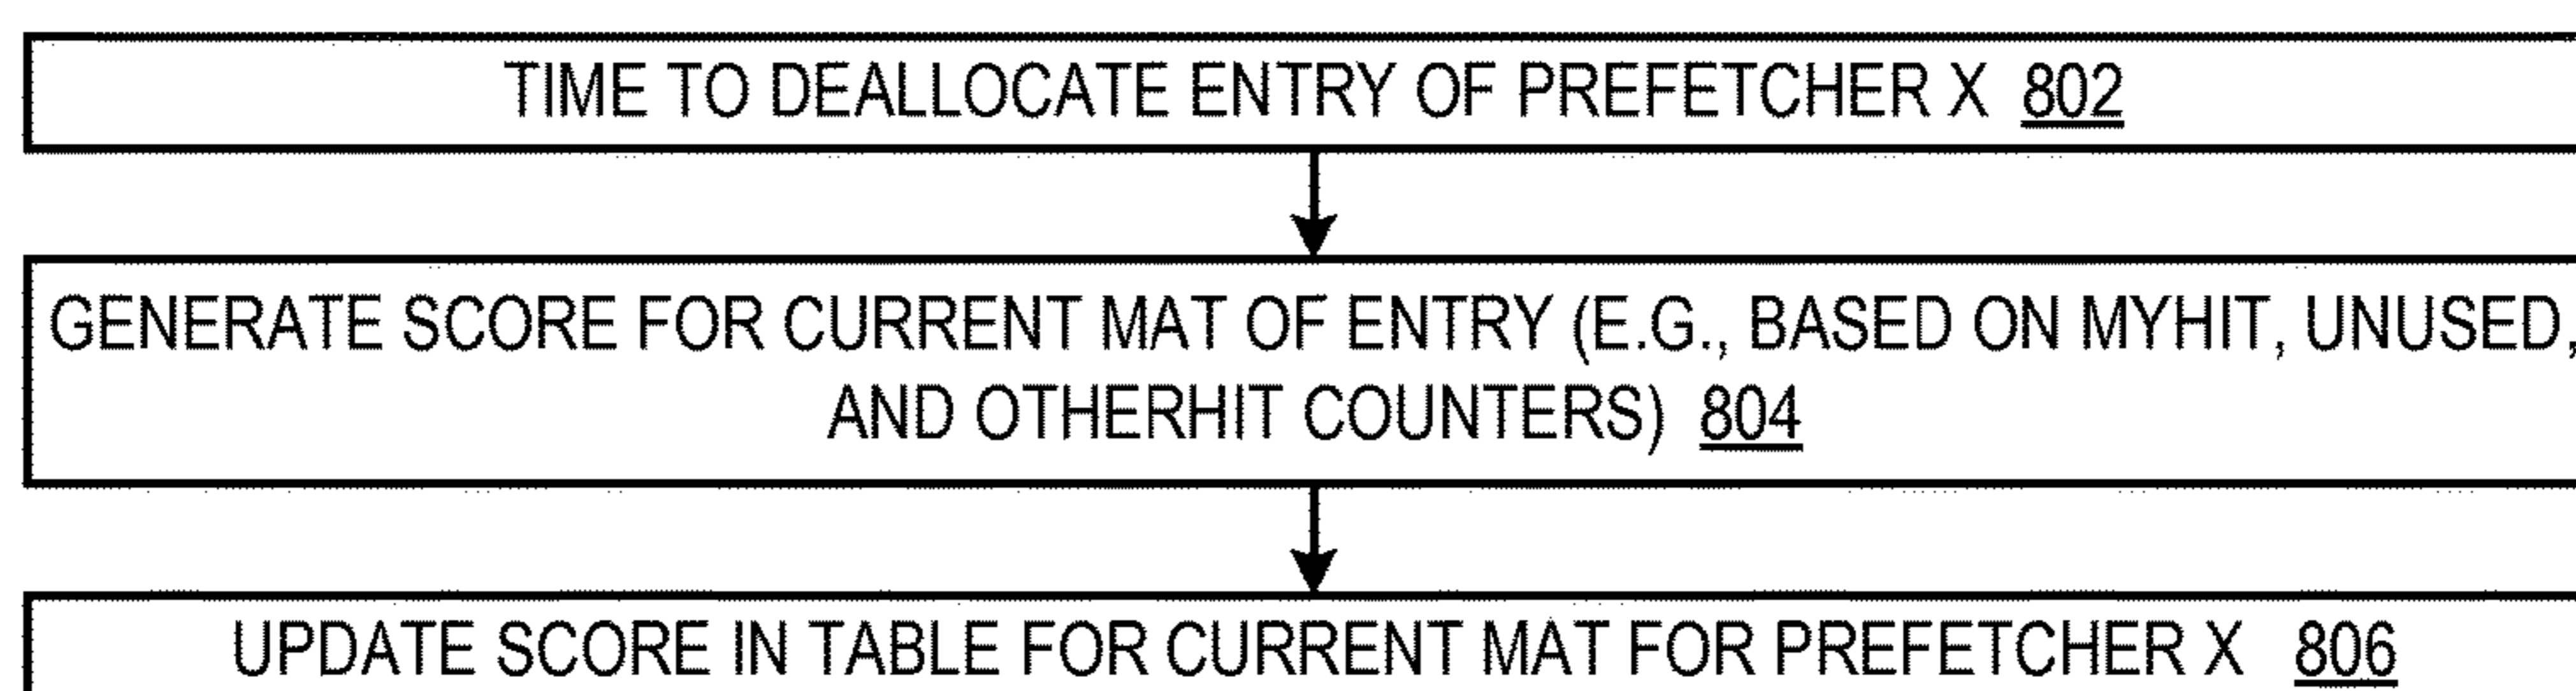 TIME TO DEALLOCATE ENTRY OF PREFETCHER X 802
GENERATE SCORE FOR CURRENT MAT OF ENTRY (E.G., BASED ON MYHIT, UNUSED,
AND OTHERHIT COUNTERS) 804
UPDATE SCORE IN TABLE FOR CURRENT MAT FOR PREFETCHER X 806